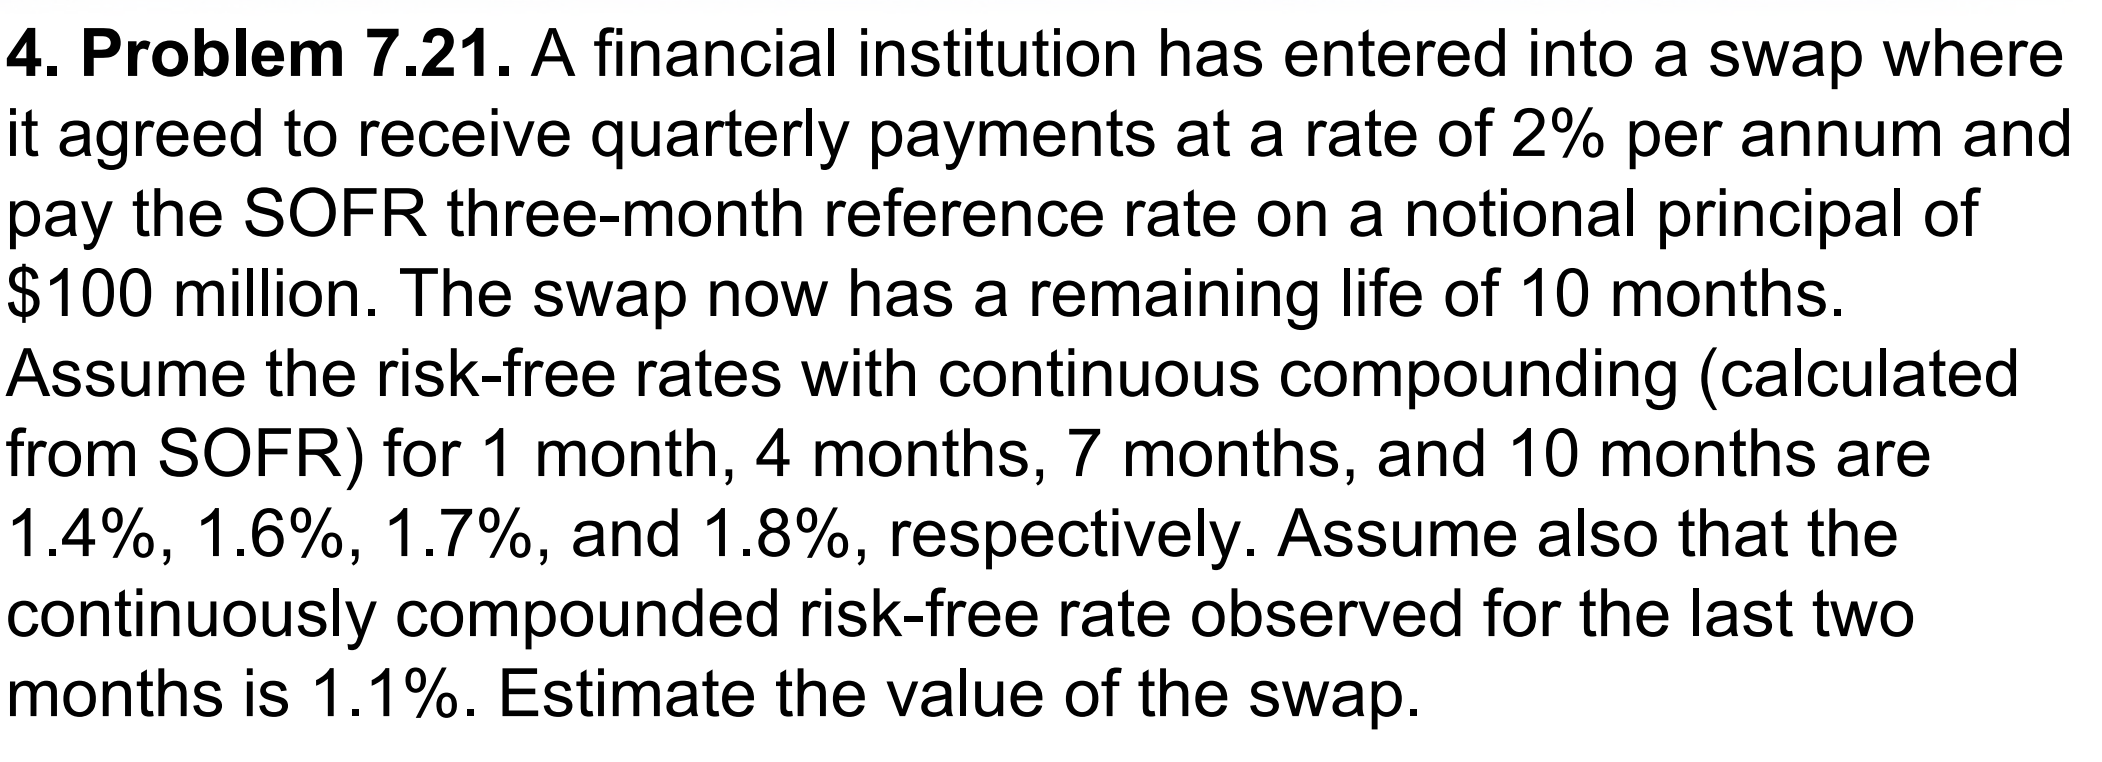 4. Problem 7.21. A financial institution has entered into a swap where
it agreed to receive quarterly payments at a rate of 2% per annum and
pay the SOFR three-month reference rate on a notional principal of
$100 million. The swap now has a remaining life of 10 months.
Assume the risk-free rates with continuous compounding (calculated
from SOFR) for 1 month, 4 months, 7 months, and 10 months are
1.4%, 1.6%, 1.7%, and 1.8%, respectively. Assume also that the
continuously compounded risk-free rate observed for the last two
months is 1.1%. Estimate the value of the swap.